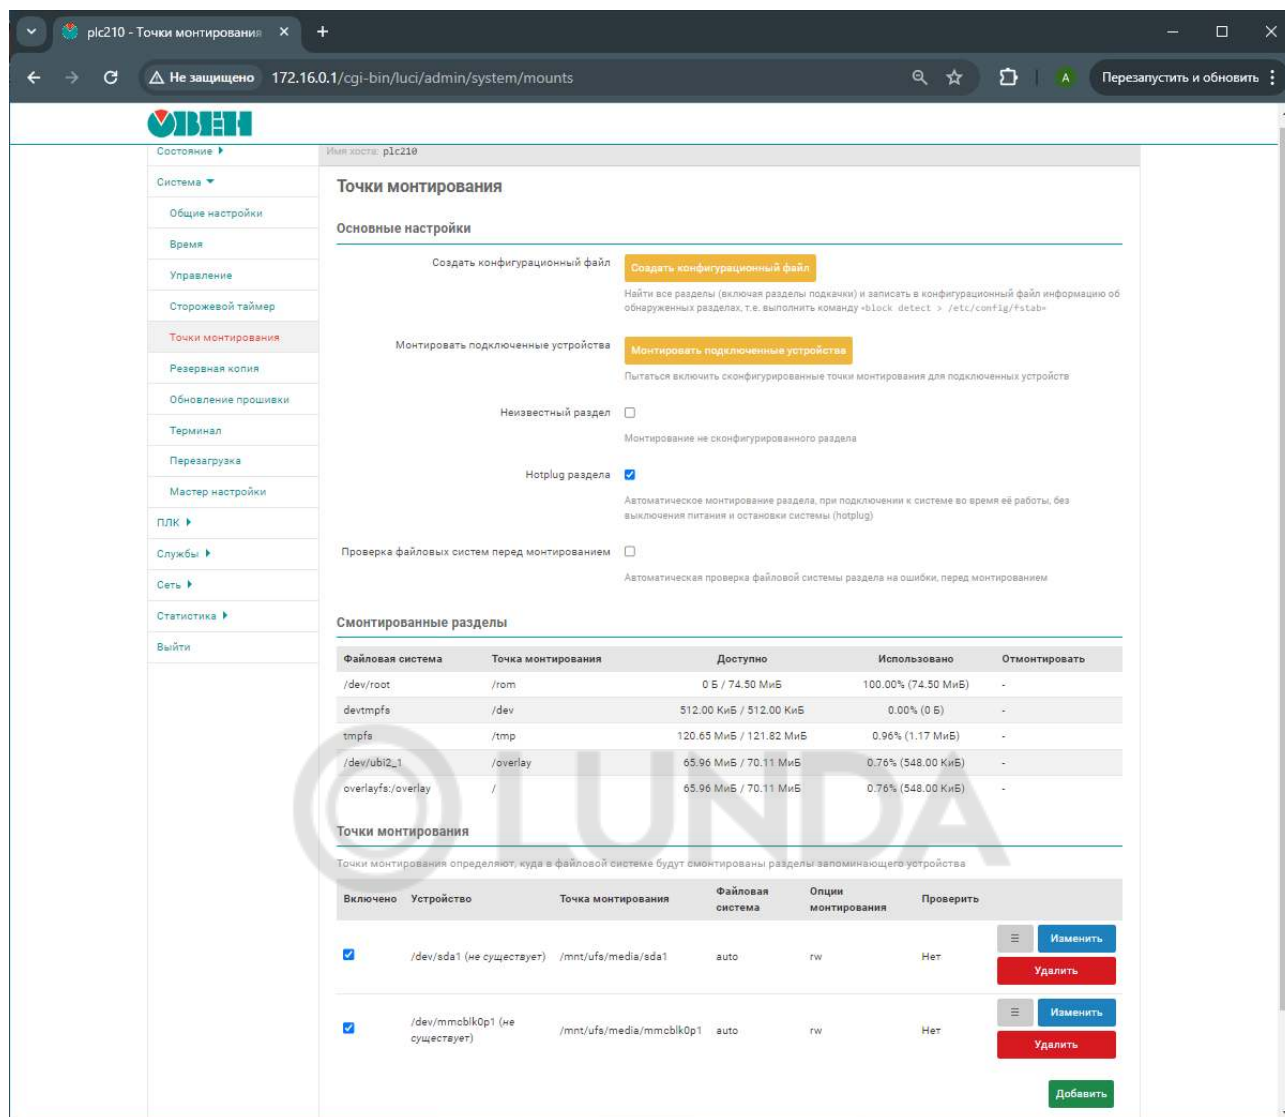 plc210 - Точки монтирования
Не защищено 172.16.0.1/cgi-bin/luci/admin/system/mounts
A
Перезапустить и обновить
ОВЕН
Состояние
Имя хоста: plc210
Система
Общие настройки
Время
Управление
Сторожевой таймер
Точки монтирования
Резервная копия
Обновление прошивки
Терминал
Перезагрузка
Мастер настройки
ПЛК
Службы
Сеть
Статистика
Выйти
Точки монтирования
Основные настройки
Создать конфигурационный файл
Создать конфигурационный файл
Найти все разделы (включая разделы подкачки) и записать в конфигурационный файл информацию об
обнаруженных разделах, т.е. выполнить команду «block detect > /etc/config/fstab»
Монтировать подключенные устройства
Монтировать подключенные устройства
Пытаться включить сконфигурированные точки монтирования для подключенных устройств
Неизвестный раздел
Монтирование не сконфигурированного раздела
Hotplug раздела
Автоматическое монтирование раздела, при подключении к системе во время её работы, без
выключения питания и остановки системы (hotplug)
Проверка файловых систем перед монтированием
Автоматическая проверка файловой системы раздела на ошибки, перед монтированием
Смонтированные разделы
Файловая система Точка монтирования Доступно Использовано Отмонтировать
/dev/root /rom 0 Б / 74.50 МиБ 100.00% (74.50 МиБ) -
devtmpfs /dev 512.00 КиБ / 512.00 КиБ 0.00% (0 Б) -
tmpfs /tmp 120.65 МиБ / 121.82 МиБ 0.96% (1.17 МиБ) -
/dev/ubi2_1 /overlay 65.96 МиБ / 70.11 МиБ 0.76% (548.00 КиБ) -
overlayfs:/overlay / 65.96 МиБ / 70.11 МиБ 0.76% (548.00 КиБ) -
LUNDA
Точки монтирования
Точки монтирования определяют, куда в файловой системе будут смонтированы разделы запоминающего устройства
Включено Устройство Точка монтирования Файловая система Опции монтирования Проверить
/dev/sda1 (не существует) /mnt/ufs/media/sda1 auto rw Нет
Изменить
Удалить
/dev/mmcblk0p1 (не
существует) /mnt/ufs/media/mmcblk0p1 auto rw Нет
Изменить
Удалить
Добавить